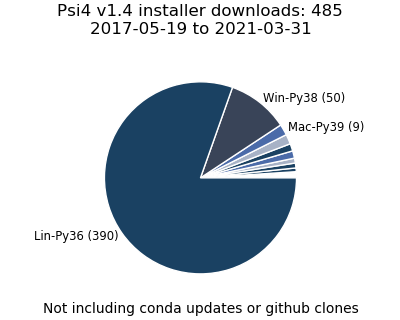 Psi4 v1.4 installer downloads: 485
2017-05-19 to 2021-03-31
Win-Py38 (50)
Mac-Py39 (9)
Lin-Py36 (390)
Not including conda updates or github clones